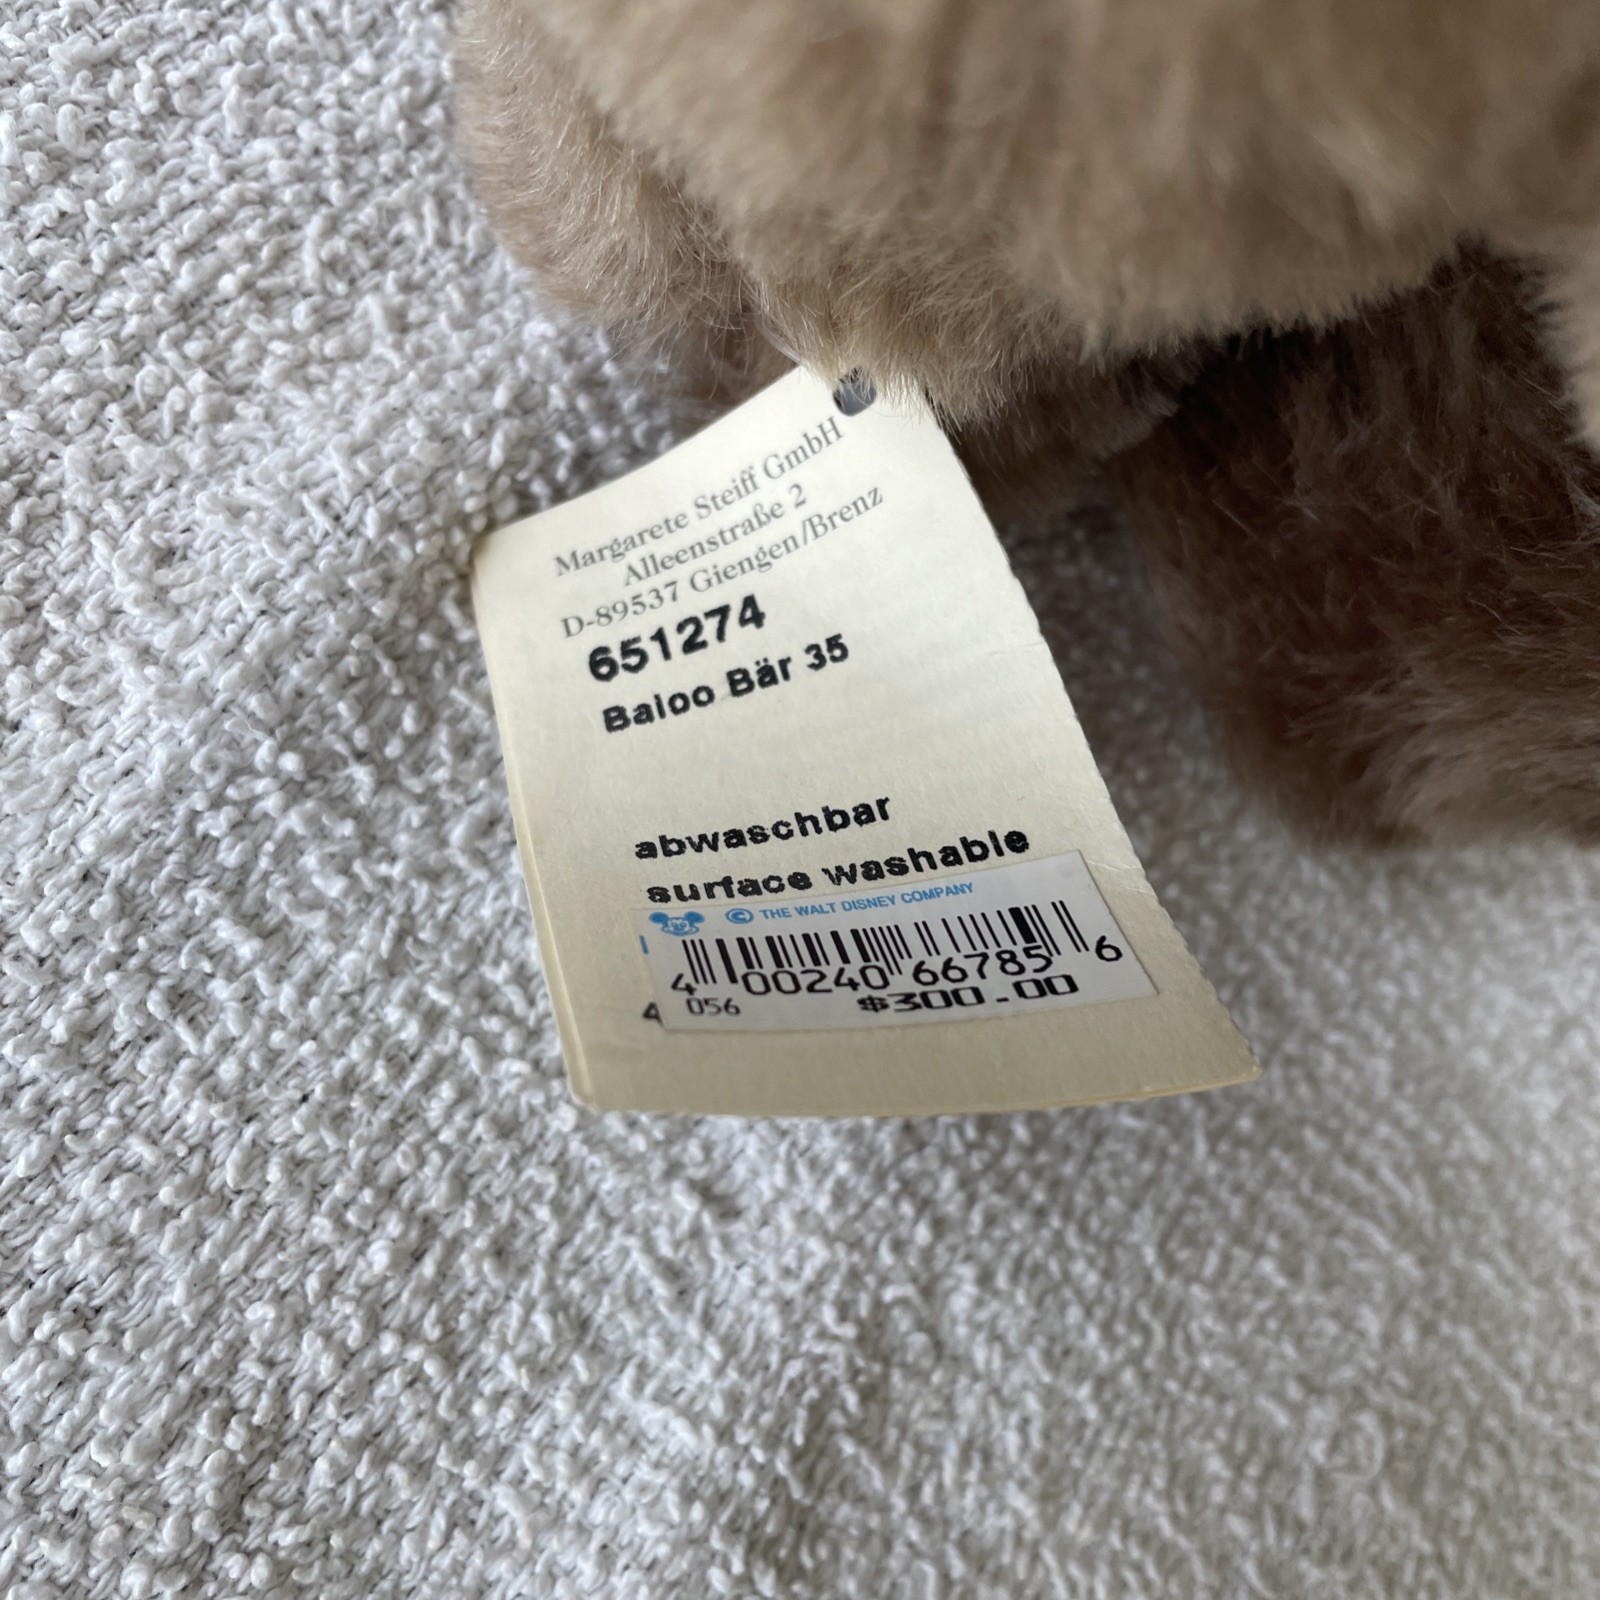 Margarete Steiff GmbH
Alleenstraße 2
D-89537 Giengen/Brenz
651274
Baloo Bär 35
abwaschbar
surface washable
© THE WALT DISNEY COMPANY
4 00240 66785 6
056 $300.00
4